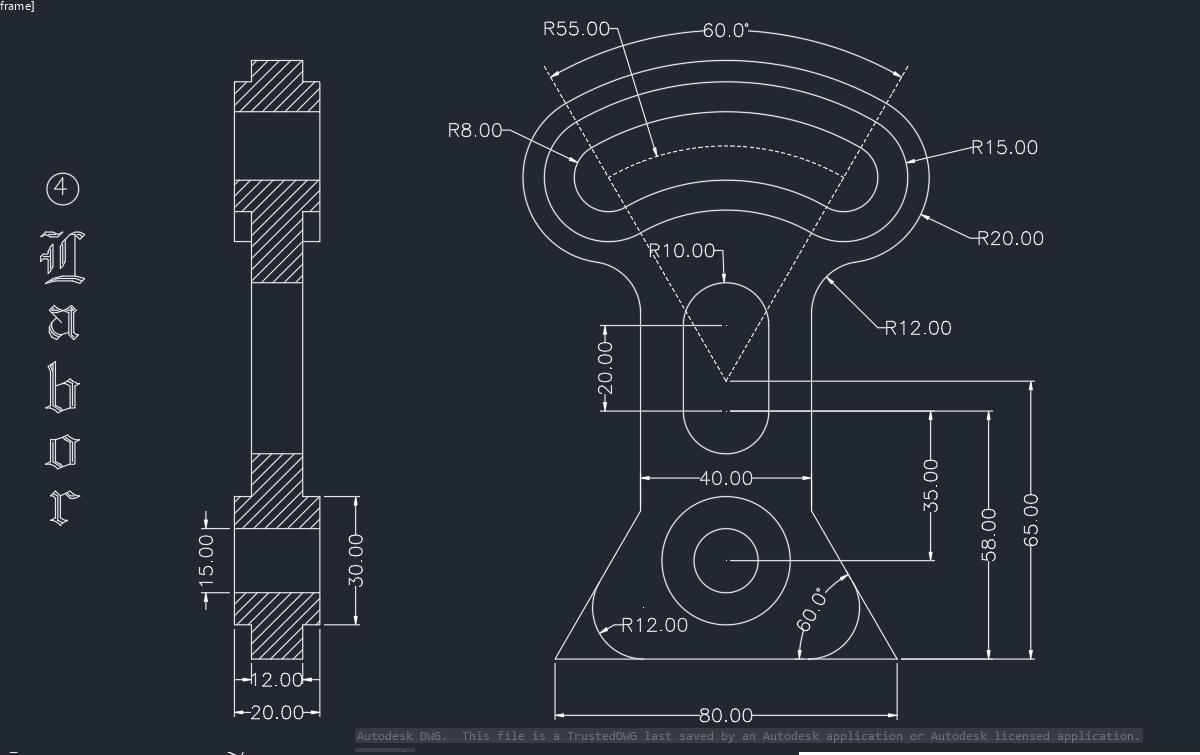 frame]
R55.00
60.0°
R8.00
R15.00
4
R20.00
L
a
b
o
r
R10.00
R12.00
20.00
40.00
35.00
58.00
65.00
15.00
30.00
R12.00
60.0°
12.00
20.00
80.00
Autodesk DWG. This file is a TrustedDWG last saved by an Autodesk application or Autodesk licensed application.